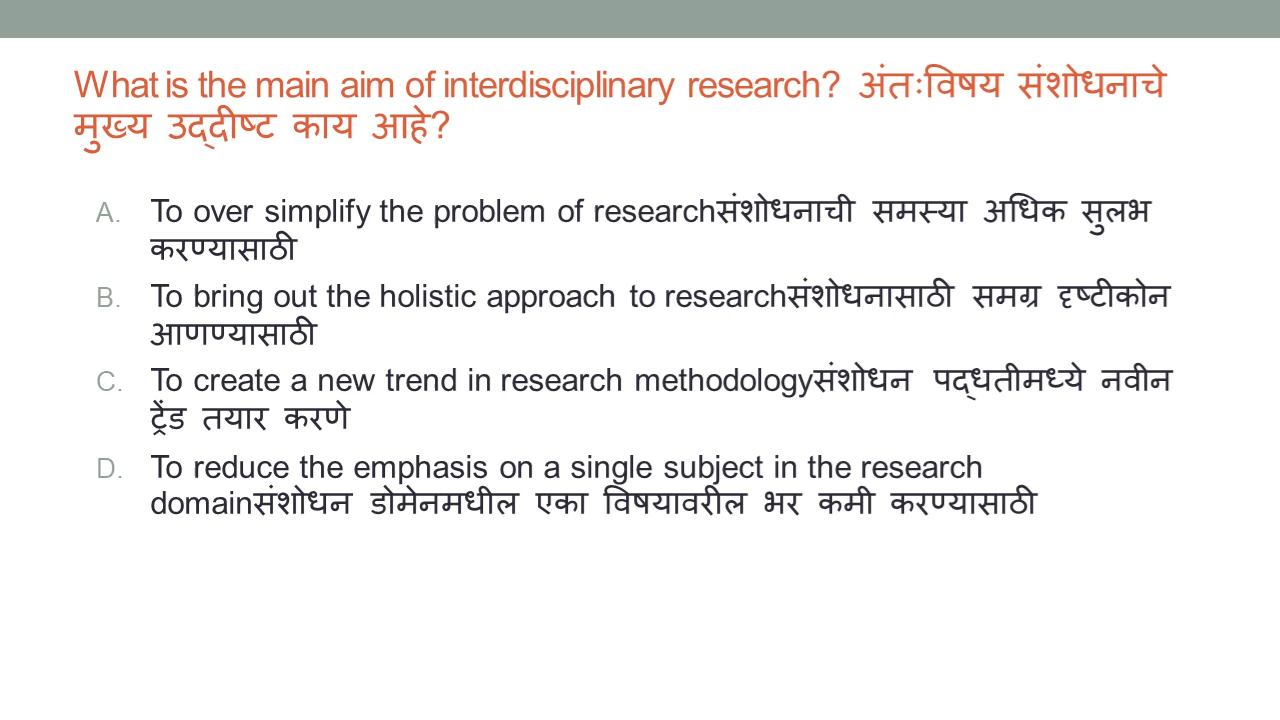 What is the main aim of interdisciplinary research? अंतःविषय संशोधनाचे
मुख्य उद्दीष्ट काय आहे?
A. To over simplify the problem of researchसंशोधनाची समस्या अधिक सुलभ
करण्यासाठी
B. To bring out the holistic approach to researchसंशोधनासाठी समग्र दृष्टीकोन
आणण्यासाठी
C. To create a new trend in research methodologyसंशोधन पद्धतीमध्ये नवीन
ट्रेंड तयार करणे
D. To reduce the emphasis on a single subject in the research
domainसंशोधन डोमेनमधील एका विषयावरील भर कमी करण्यासाठी